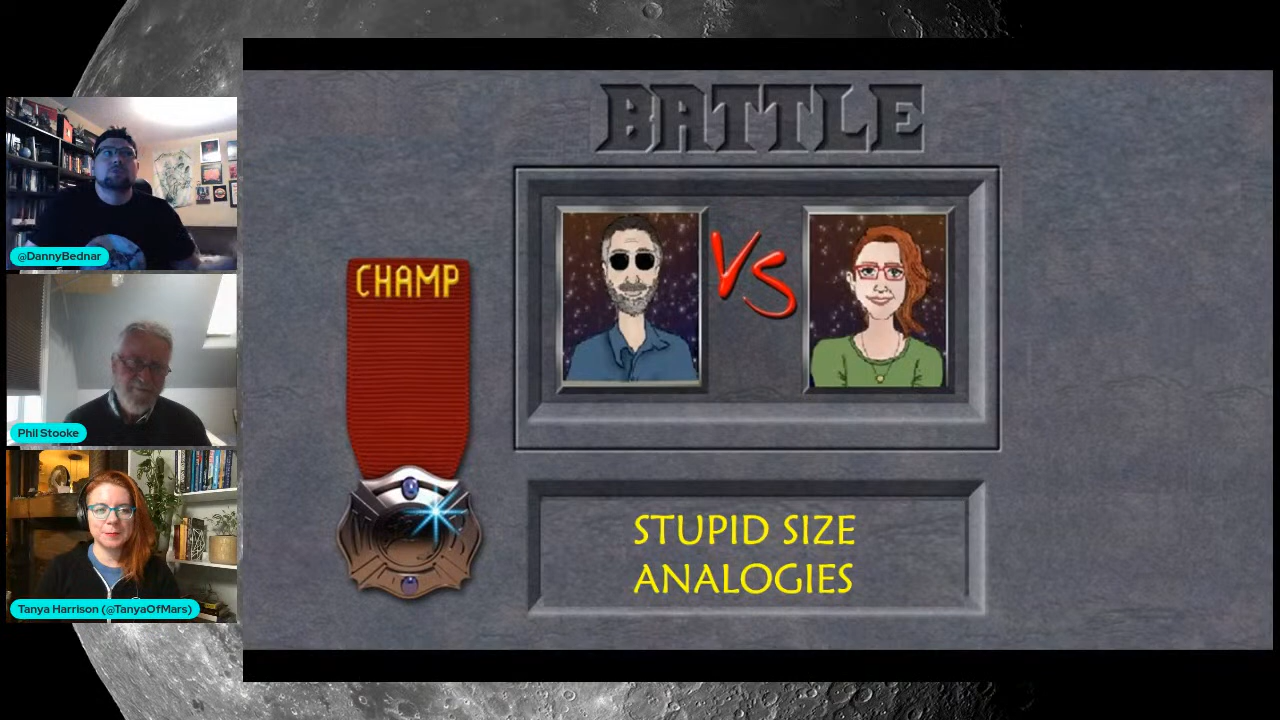 BATTLE
VS
CHAMP
STUPID SIZE
ANALOGIES
@DannyBednar
Phil Stooke
Tanya Harrison (@TanyaOfMars)